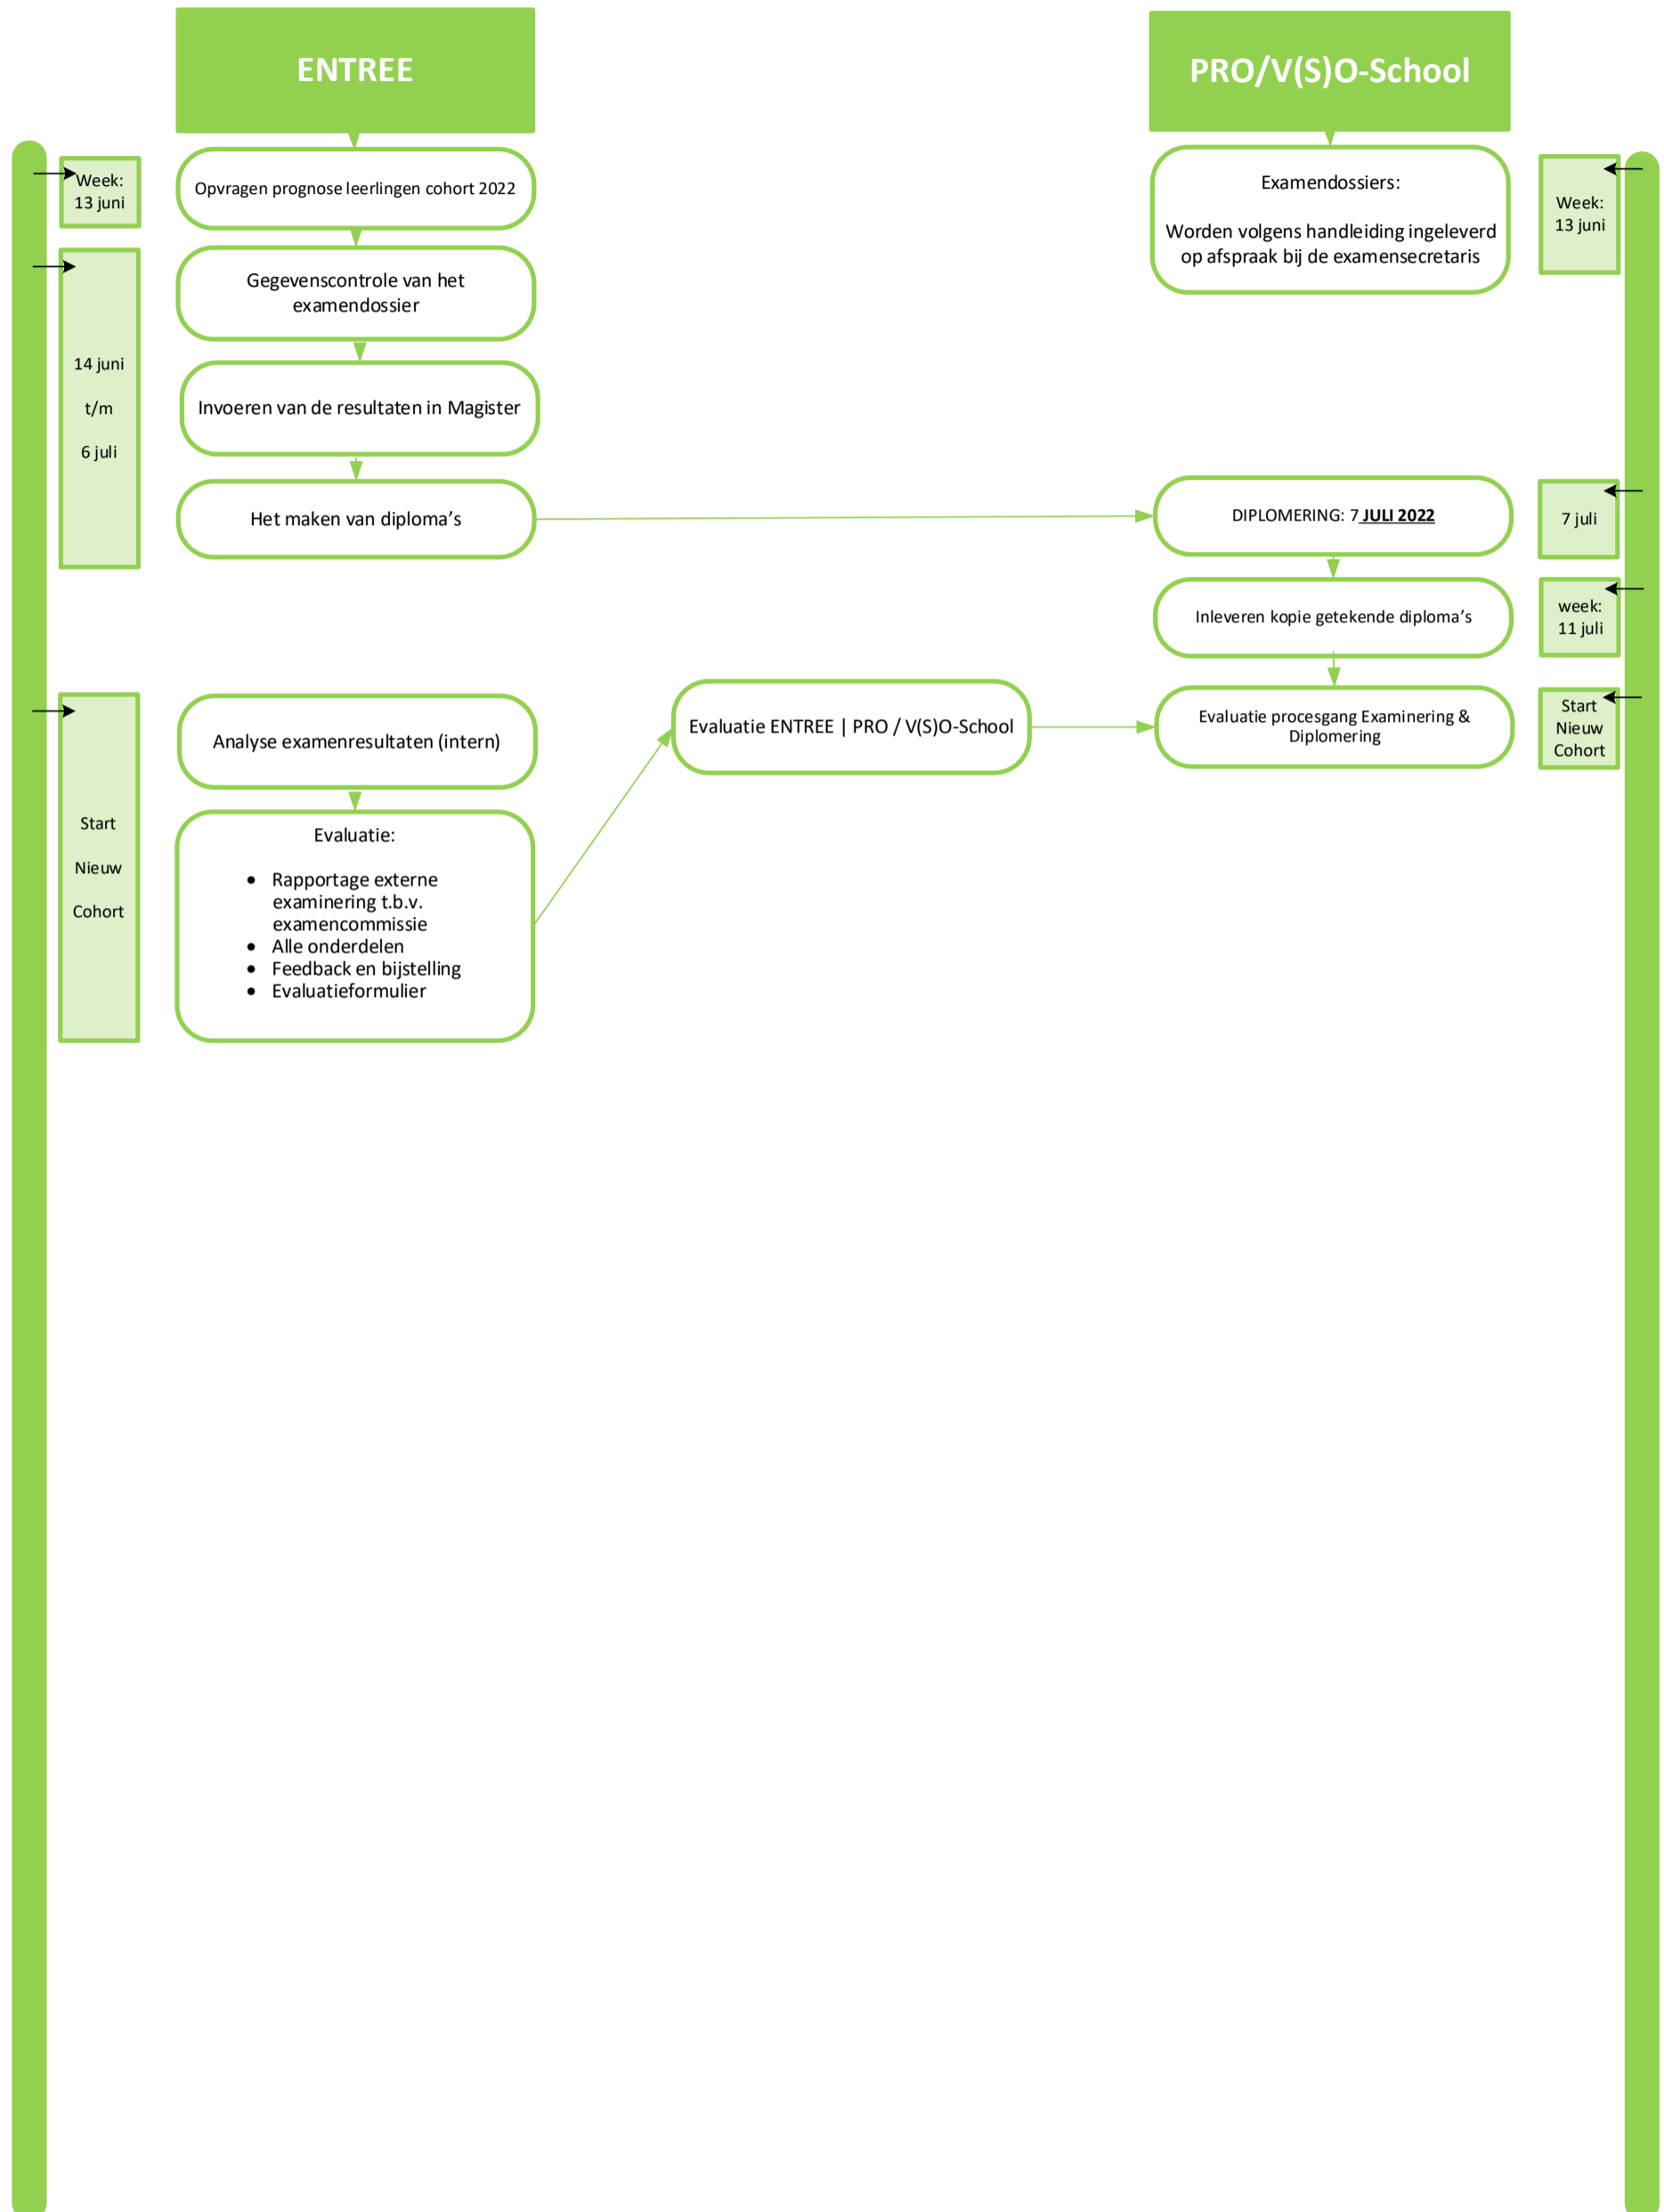 ENTREE
PRO/V(S)O-School
Week:
13 juni
Opvragen prognose leerlingen cohort 2022
Examendossiers:
Worden volgens handleiding ingeleverd
op afspraak bij de examensecretaris
Week:
13 juni
14 juni
t/m
6 juli
Gegevenscontrole van het
examendossier
Invoeren van de resultaten in Magister
Het maken van diploma’s
DIPLOMERING: 7 JULI 2022
7 juli
Inleveren kopie getekende diploma’s
week:
11 juli
Start
Nieuw
Cohort
Analyse examenresultaten (intern)
Evaluatie:
• Rapportage externe
examinering t.b.v.
examencommissie
• Alle onderdelen
• Feedback en bijstelling
• Evaluatieformulier
Evaluatie ENTREE | PRO / V(S)O-School
Evaluatie procesgang Examinering &
Diplomering
Start
Nieuw
Cohort